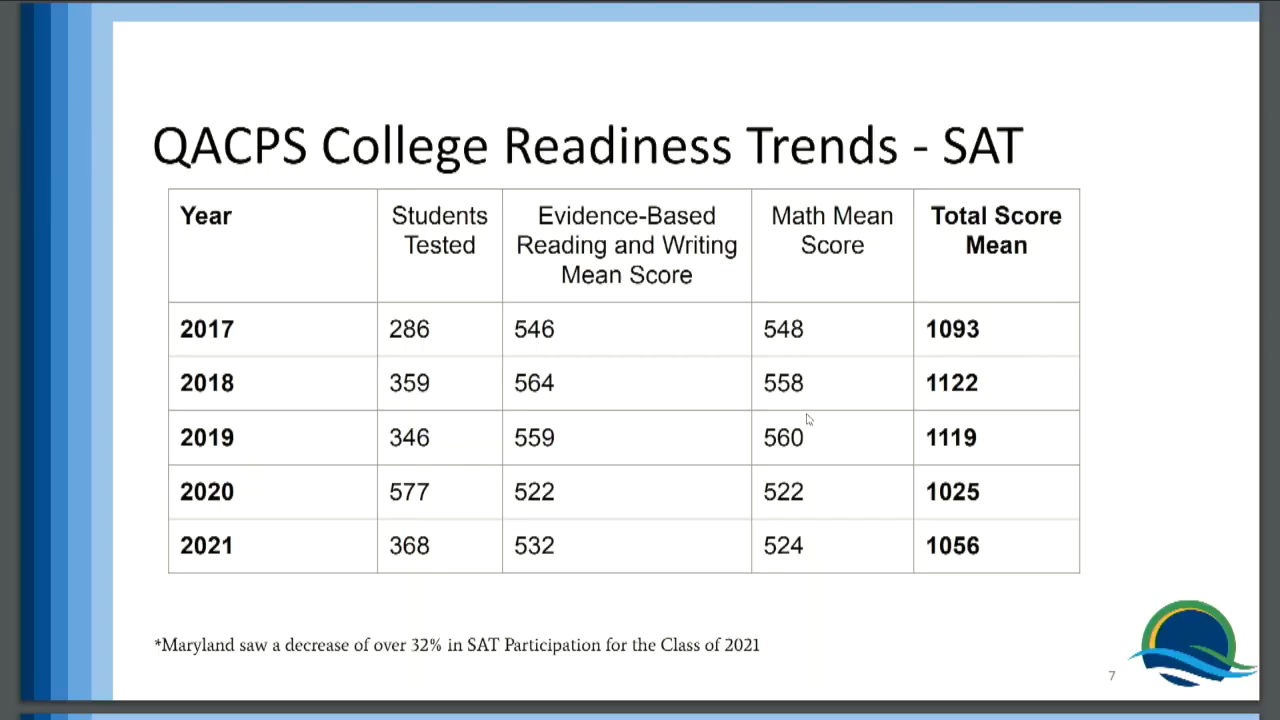 QACPS College Readiness Trends - SAT
Year Students Tested Evidence-Based Reading and Writing Mean Score Math Mean Score Total Score Mean
2017 286 546 548 1093
2018 359 564 558 1122
2019 346 559 560 1119
2020 577 522 522 1025
2021 368 532 524 1056
*Maryland saw a decrease of over 32% in SAT Participation for the Class of 2021
7